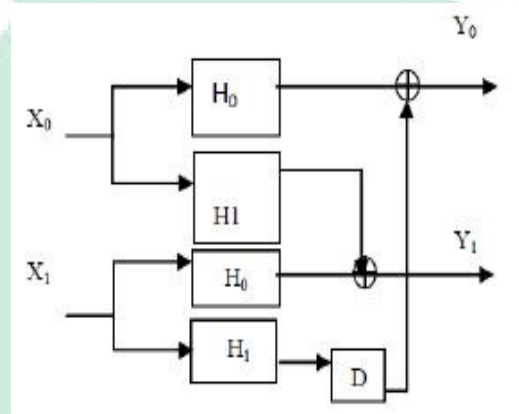 Y₀
H₀
X₀
H1
Y₁
H₀
X₁
H₁
D